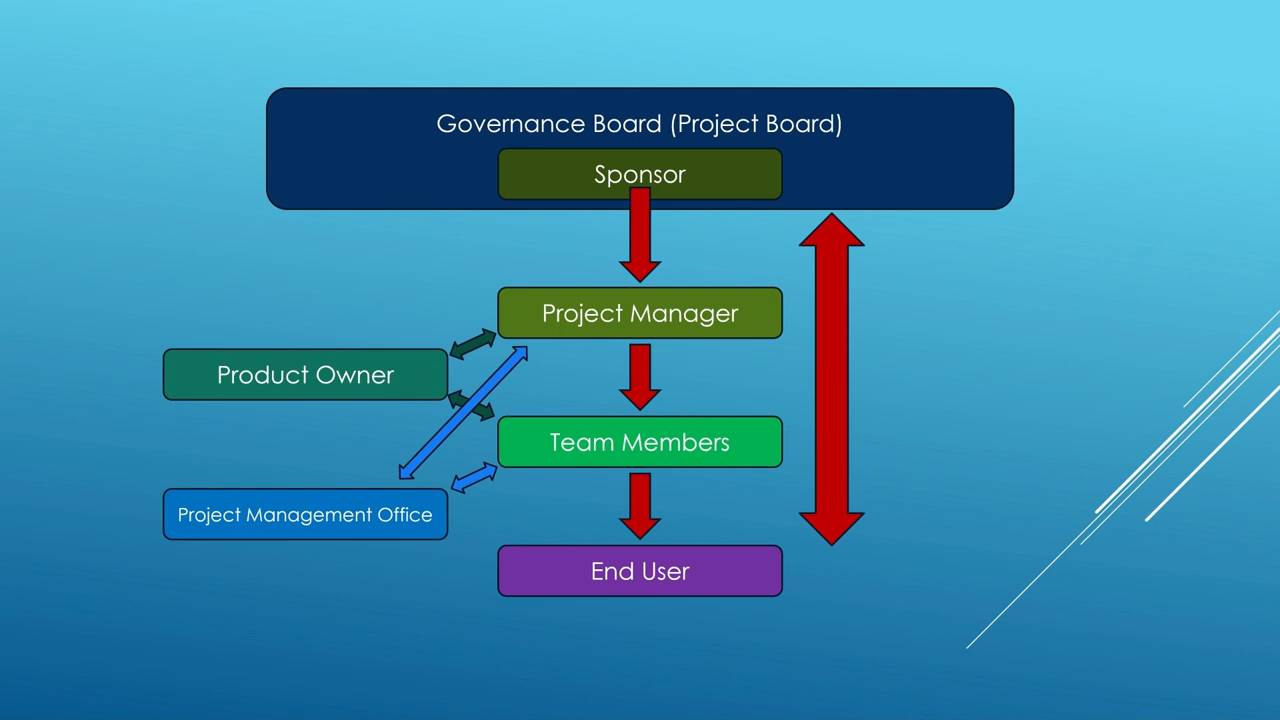 Governance Board (Project Board)
Sponsor
Project Manager
Product Owner
Team Members
Project Management Office
End User